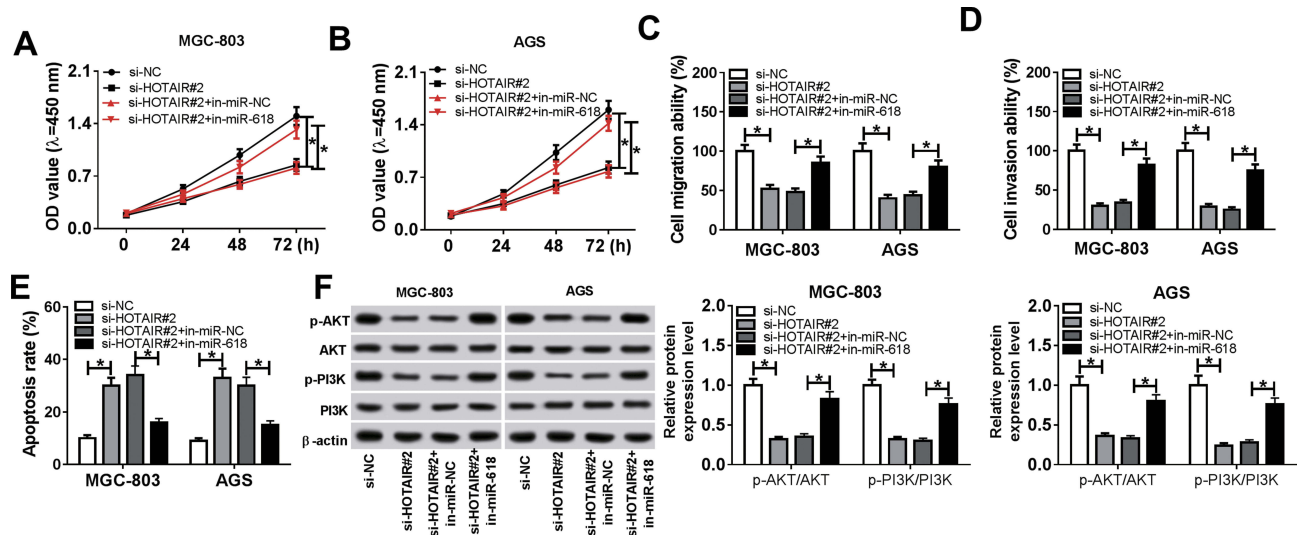 A
MGC-803
OD value (λ=450 nm)
2.1
1.4
0.7
0.0
si-NC
si-HOTAIR#2
si-HOTAIR#2+in-miR-NC
si-HOTAIR#2+in-miR-618
*
*
0 24 48 72 (h)
B
AGS
OD value (λ=450 nm)
2.1
1.4
0.7
0.0
si-NC
si-HOTAIR#2
si-HOTAIR#2+in-miR-NC
si-HOTAIR#2+in-miR-618
*
*
0 24 48 72 (h)
C
Cell migration ability (%)
200
150
100
50
0
si-NC
si-HOTAIR#2
si-HOTAIR#2+in-miR-NC
si-HOTAIR#2+in-miR-618
* * * *
MGC-803 AGS
D
Cell invasion ability (%)
200
150
100
50
0
si-NC
si-HOTAIR#2
si-HOTAIR#2+in-miR-NC
si-HOTAIR#2+in-miR-618
* * * *
MGC-803 AGS
E
Apoptosis rate (%)
60
40
20
0
si-NC
si-HOTAIR#2
si-HOTAIR#2+in-miR-NC
si-HOTAIR#2+in-miR-618
* * * *
MGC-803 AGS
F
MGC-803 AGS
p-AKT
AKT
p-PI3K
PI3K
β-actin
si-NC
si-HOTAIR#2
si-HOTAIR#2+
in-miR-NC
si-HOTAIR#2+
in-miR-618
si-NC
si-HOTAIR#2
si-HOTAIR#2+
in-miR-NC
si-HOTAIR#2+
in-miR-618
MGC-803
Relative protein
expression level
2.0
1.5
1.0
0.5
0.0
si-NC
si-HOTAIR#2
si-HOTAIR#2+in-miR-NC
si-HOTAIR#2+in-miR-618
* * * *
p-AKT/AKT p-PI3K/PI3K
AGS
Relative protein
expression level
2.0
1.5
1.0
0.5
0.0
si-NC
si-HOTAIR#2
si-HOTAIR#2+in-miR-NC
si-HOTAIR#2+in-miR-618
* * * *
p-AKT/AKT p-PI3K/PI3K